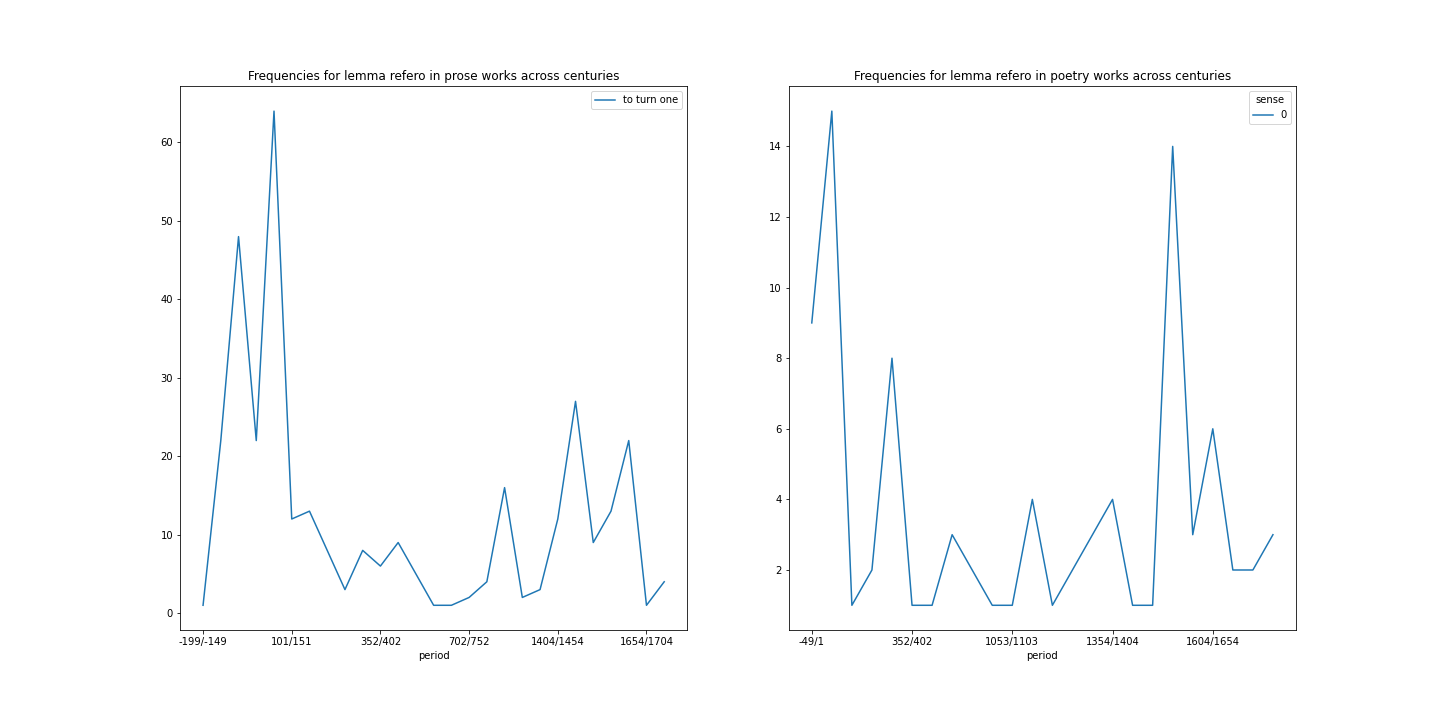 Frequencies for lemma refero in prose works across centuries
to turn one
60
50
40
30
20
10
0
-199/-149 101/151 352/402 702/752 1404/1454 1654/1704
period
Frequencies for lemma refero in poetry works across centuries
sense
0
14
12
10
8
6
4
2
-49/1 352/402 1053/1103 1354/1404 1604/1654
period